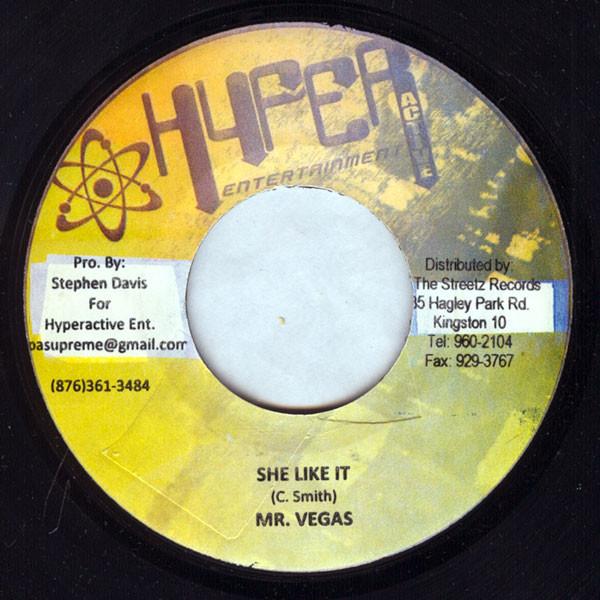 HYPER
ACTIVE
ENTERTAINMENT
Pro. By:
Stephen Davis
For
Hyperactive Ent.
pasupreme@gmail.com
(876)361-3484
Distributed by:
The Streetz Records
35 Hagley Park Rd.
Kingston 10
Tel: 960-2104
Fax: 929-3767
SHE LIKE IT
(C. Smith)
MR. VEGAS